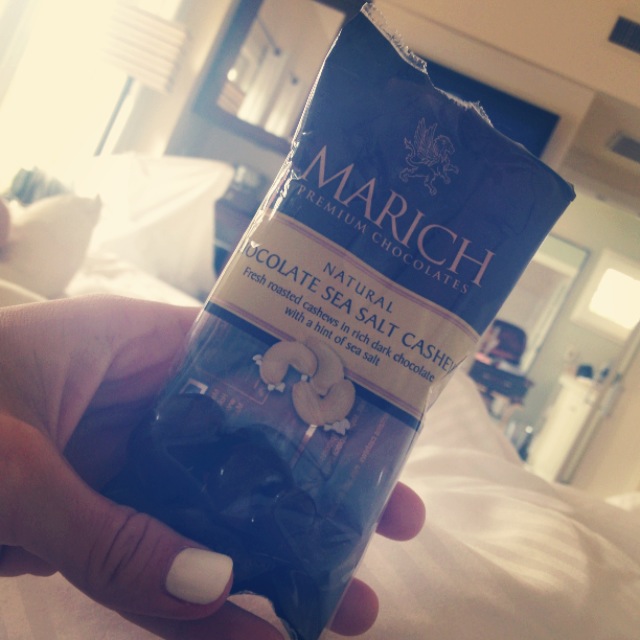 MARICH
PREMIUM CHOCOLATES
NATURAL
OCOLATE SEA SALT CASHE
Fresh roasted cashews in rich dark chocolate
with a hint of sea salt